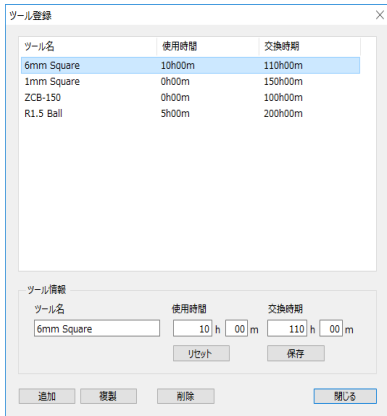 ツール登録
ツール名 使用時間 交換時期
6mm Square 10h00m 110h00m
1mm Square 0h00m 150h00m
ZCB-150 0h00m 100h00m
R1.5 Ball 5h00m 200h00m
ツール情報
ツール名 使用時間 交換時期
6mm Square 10 h 00 m 110 h 00 m
リセット 保存
追加 複製 削除 閉じる